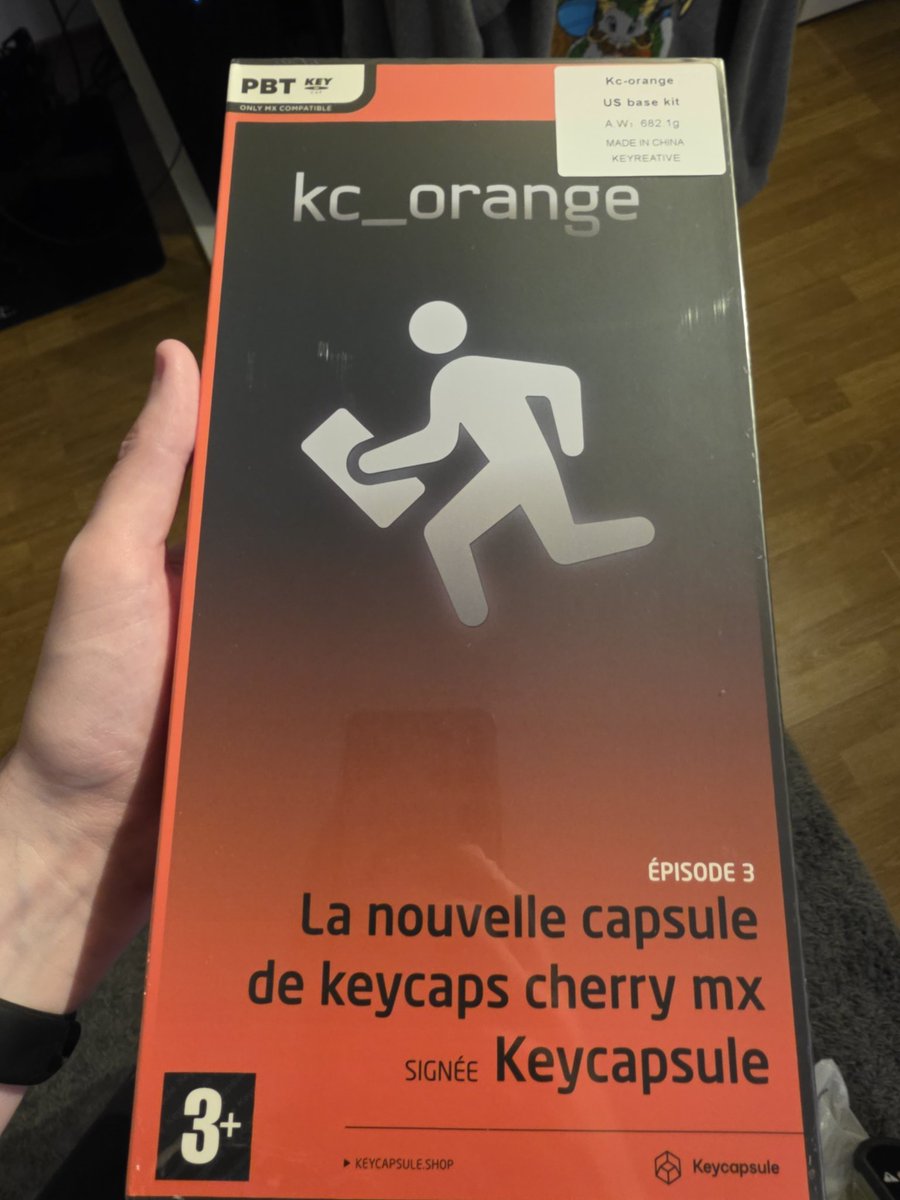 PBT KEY
ONLY MX COMPATIBLE
Kc-orange
US base kit
A.W: 682.1g
MADE IN CHINA
KEYREATIVE
kc_orange
ÉPISODE 3
La nouvelle capsule
de keycaps cherry mx
SIGNÉE Keycapsule
3+
KEYCAPSULE.SHOP
Keycapsule